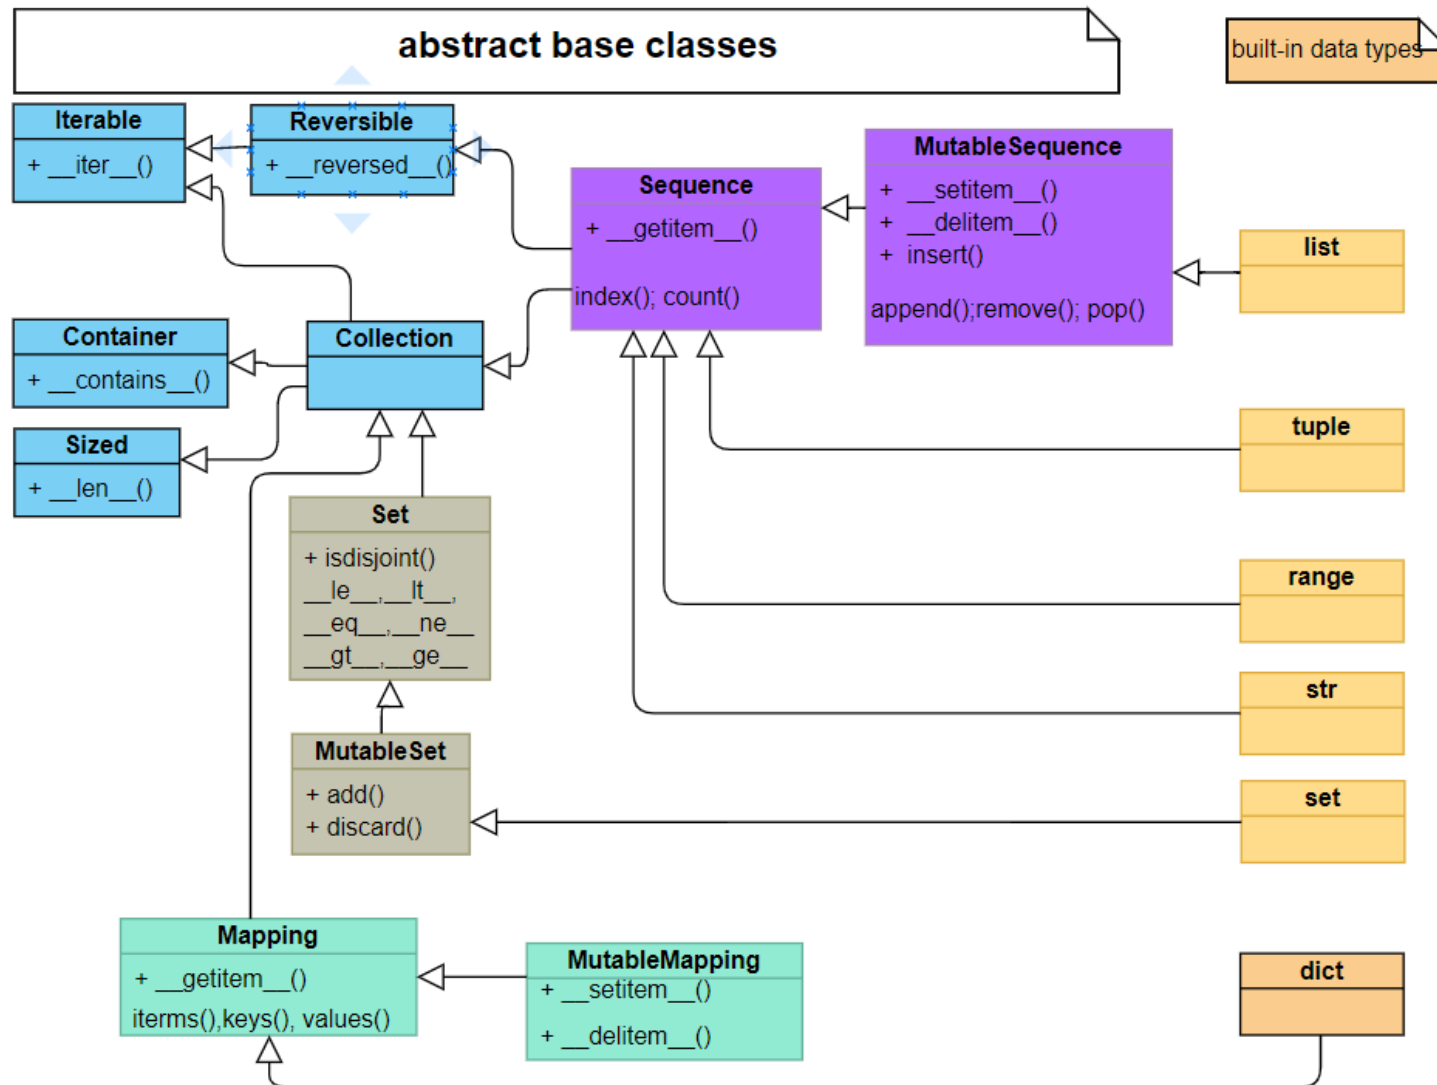 abstract base classes
built-in data types
Iterable
+ __iter__()
Reversible
+ __reversed__()
Sequence
+ __getitem__()
index(); count()
MutableSequence
+ __setitem__()
+ __delitem__()
+ insert()
append();remove(); pop()
list
Container
+ __contains__()
Collection
Sized
+ __len__()
tuple
Set
+ isdisjoint()
__le__,__lt__,
__eq__,__ne__
__gt__,__ge__
range
str
MutableSet
+ add()
+ discard()
set
Mapping
+ __getitem__()
iterms(),keys(), values()
MutableMapping
+ __setitem__()
+ __delitem__()
dict